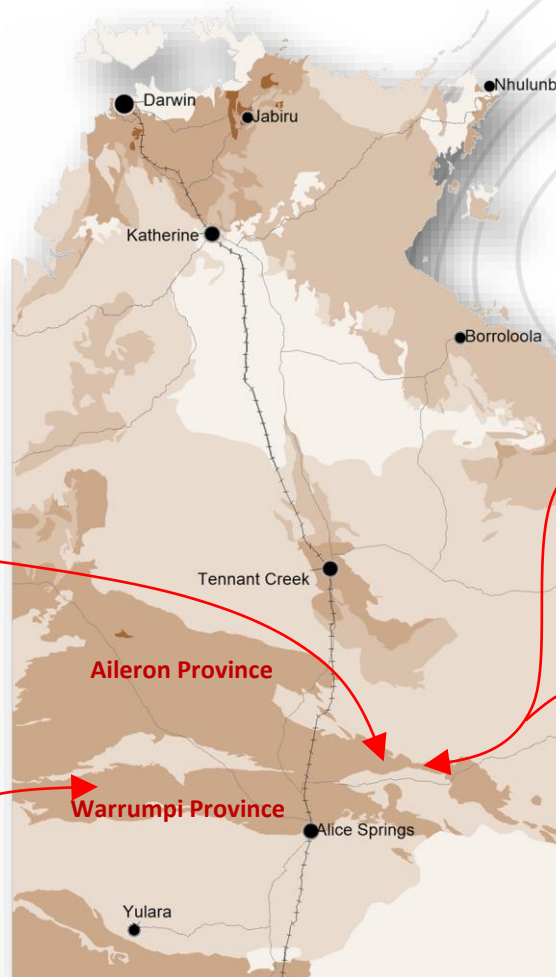 Darwin
Nhulunb
Jabiru
Katherine
Borroloola
Tennant Creek
Aileron Province
Warrumpi Province
Alice Springs
Yulara